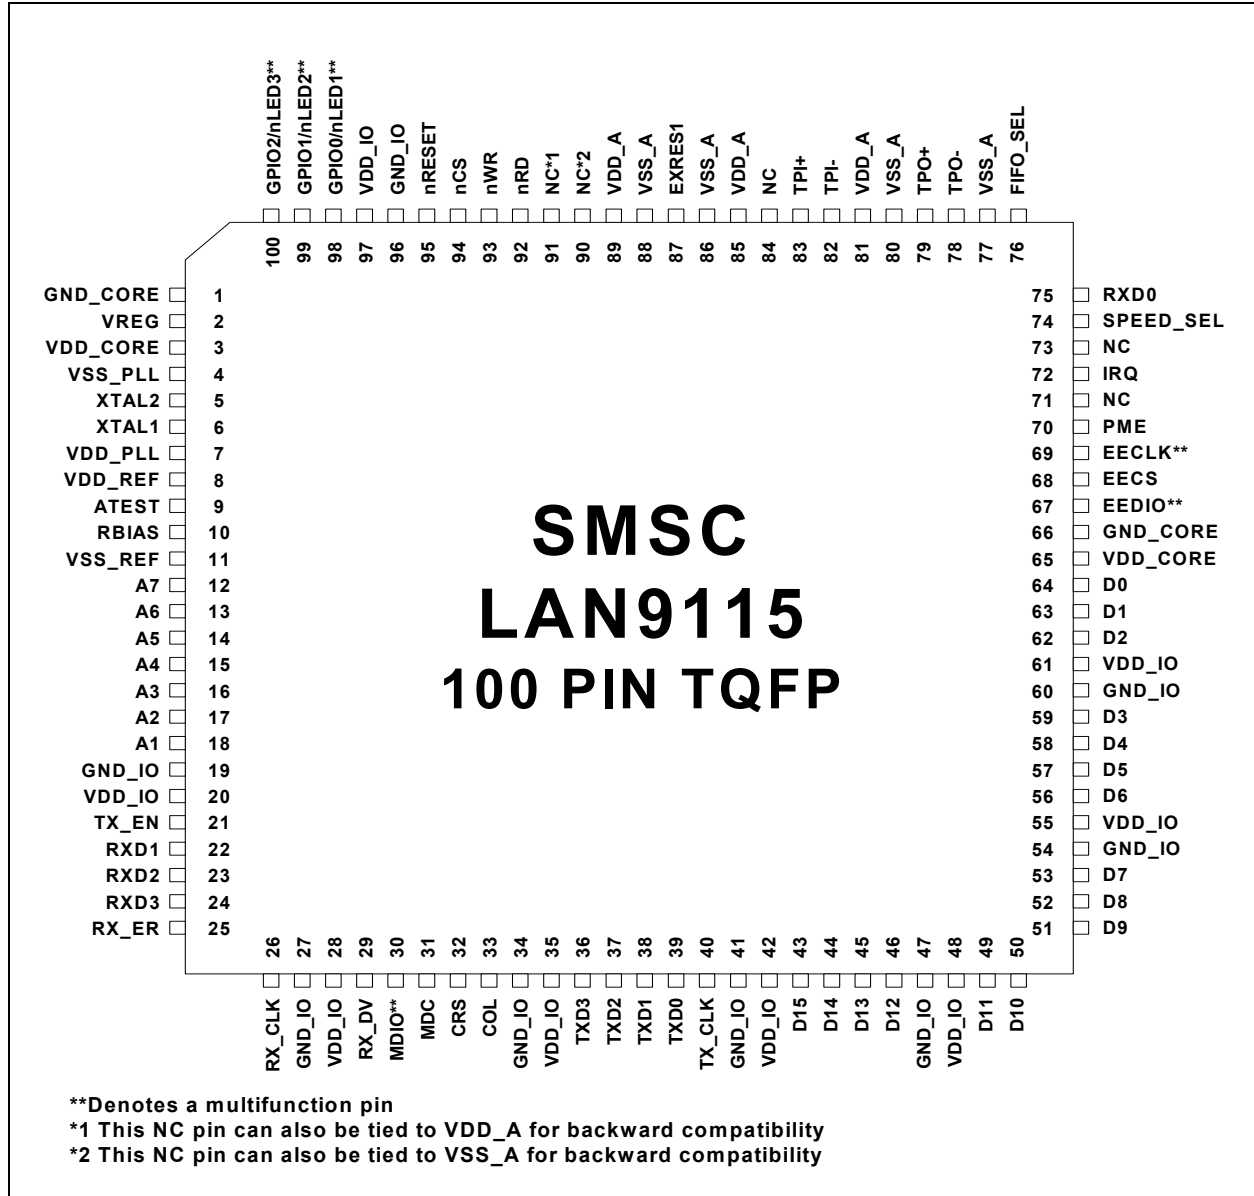 GPIO2/nLED3**
GPIO1/nLED2**
GPIO0/nLED1**
VDD_IO
GND_IO
nRESET
nCS
nWR
nRD
NC*1
NC*2
VDD_A
VSS_A
EXRES1
VSS_A
VDD_A
NC
TPI+
TPI-
VDD_A
VSS_A
TPO+
TPO-
VSS_A
FIFO_SEL
100
99
98
97
96
95
94
93
92
91
90
89
88
87
86
85
84
83
82
81
80
79
78
77
76
GND_CORE 1
VREG 2
VDD_CORE 3
VSS_PLL 4
XTAL2 5
XTAL1 6
VDD_PLL 7
VDD_REF 8
ATEST 9
RBIAS 10
VSS_REF 11
A7 12
A6 13
A5 14
A4 15
A3 16
A2 17
A1 18
GND_IO 19
VDD_IO 20
TX_EN 21
RXD1 22
RXD2 23
RXD3 24
RX_ER 25
SMSC
LAN9115
100 PIN TQFP
75 RXD0
74 SPEED_SEL
73 NC
72 IRQ
71 NC
70 PME
69 EECLK**
68 EECS
67 EEDIO**
66 GND_CORE
65 VDD_CORE
64 D0
63 D1
62 D2
61 VDD_IO
60 GND_IO
59 D3
58 D4
57 D5
56 D6
55 VDD_IO
54 GND_IO
53 D7
52 D8
51 D9
26
27
28
29
30
31
32
33
34
35
36
37
38
39
40
41
42
43
44
45
46
47
48
49
50
RX_CLK
GND_IO
VDD_IO
RX_DV
MDIO**
MDC
CRS
COL
GND_IO
VDD_IO
TXD3
TXD2
TXD1
TXD0
TX_CLK
GND_IO
VDD_IO
D15
D14
D13
D12
GND_IO
VDD_IO
D11
D10
**Denotes a multifunction pin
*1 This NC pin can also be tied to VDD_A for backward compatibility
*2 This NC pin can also be tied to VSS_A for backward compatibility